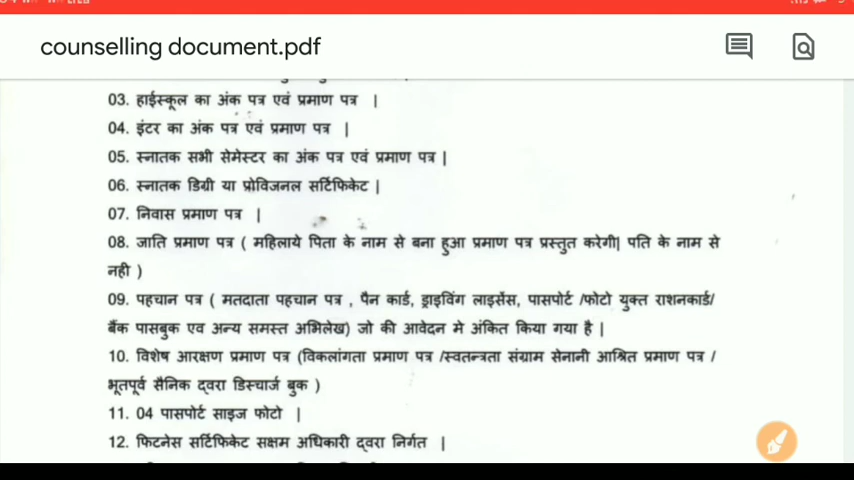 counselling document.pdf
03. हाईस्कूल का अंक पत्र एवं प्रमाण पत्र |
04. इंटर का अंक पत्र एवं प्रमाण पत्र |
05. स्नातक सभी सेमेस्टर का अंक पत्र एवं प्रमाण पत्र |
06. स्नातक डिग्री या प्रोविजनल सर्टिफिकेट |
07. निवास प्रमाण पत्र |
08. जाति प्रमाण पत्र ( महिलाये पिता के नाम से बना हुआ प्रमाण पत्र प्रस्तुत करेगी| पति के नाम से
नही )
09. पहचान पत्र ( मतदाता पहचान पत्र , पैन कार्ड, ड्राइविंग लाइसेंस, पासपोर्ट /फोटो युक्त राशनकार्ड/
बैंक पासबुक एव अन्य समस्त अभिलेख) जो की आवेदन मे अंकित किया गया है |
10. विशेष आरक्षण प्रमाण पत्र (विकलांगता प्रमाण पत्र /स्वतन्त्रता संग्राम सेनानी आश्रित प्रमाण पत्र /
भूतपूर्व सैनिक द्वारा डिस्चार्ज बुक )
11. 04 पासपोर्ट साइज फोटो |
12. फिटनेस सर्टिफिकेट सक्षम अधिकारी द्वरा निर्गत |